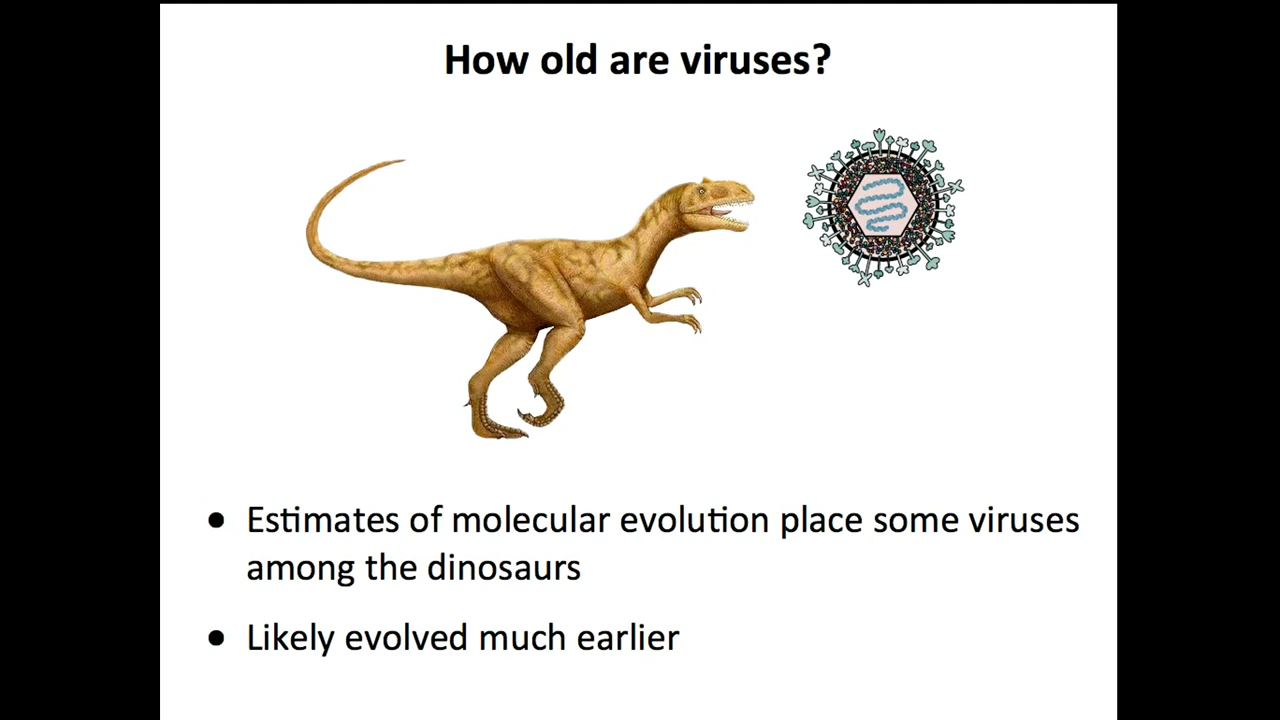 How old are viruses?
● Estimates of molecular evolution place some viruses
among the dinosaurs
● Likely evolved much earlier